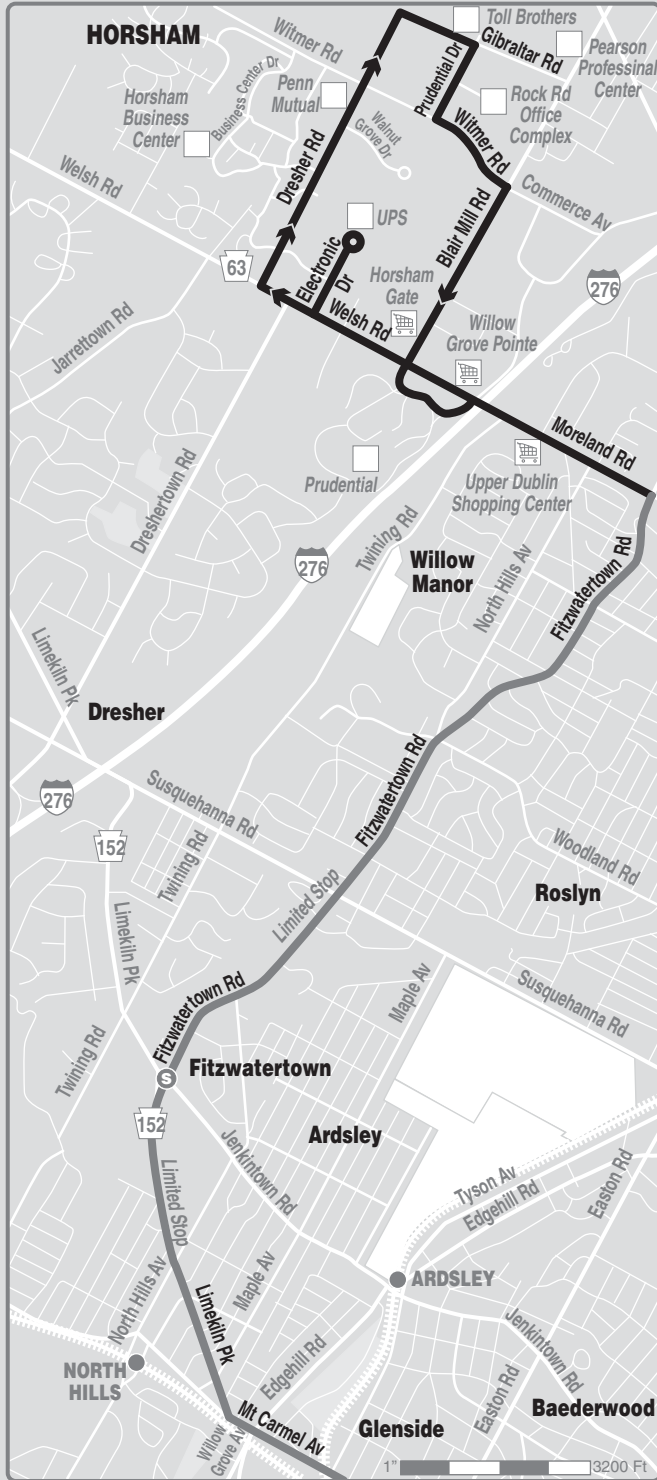 HORSHAM
Witmer Rd
Toll Brothers
Gibraltar Rd
Pearson
Professinal
Center
Prudential Dr
Business Center Dr
Penn
Mutual
Rock Rd
Office
Complex
Horsham
Business
Center
Walnut
Grove Dr
Witmer Rd
Welsh Rd
Dresher Rd
Commerce Av
Blair Mill Rd
UPS
63
Electronic
Dr
Horsham
Gate
276
Welsh Rd
Willow
Grove Pointe
Jarrettown Rd
Moreland Rd
Prudential
Upper Dublin
Shopping Center
Dreshertown Rd
Twining Rd
276
Willow
Manor
North Hills Av
Fitzwatertown Rd
Limekiln Pk
Dresher
Fitzwatertown Rd
276
Susquehanna Rd
152
Twining Rd
Woodland Rd
Limited Stop
Roslyn
Limekiln Pk
Maple Av
Susquehanna Rd
Fitzwatertown Rd
Twining Rd
S
Fitzwatertown
152
Ardsley
Jenkintown Rd
Limited Stop
Tyson Av
Edgehill Rd
Easton Rd
North Hills Av
Maple Av
ARDSLEY
Limekiln Pk
Jenkintown Rd
NORTH
HILLS
Edgehill Rd
Easton Rd
Baederwood
Mt Carmel Av
Willow
Grove Av
Glenside
1"
3200 Ft